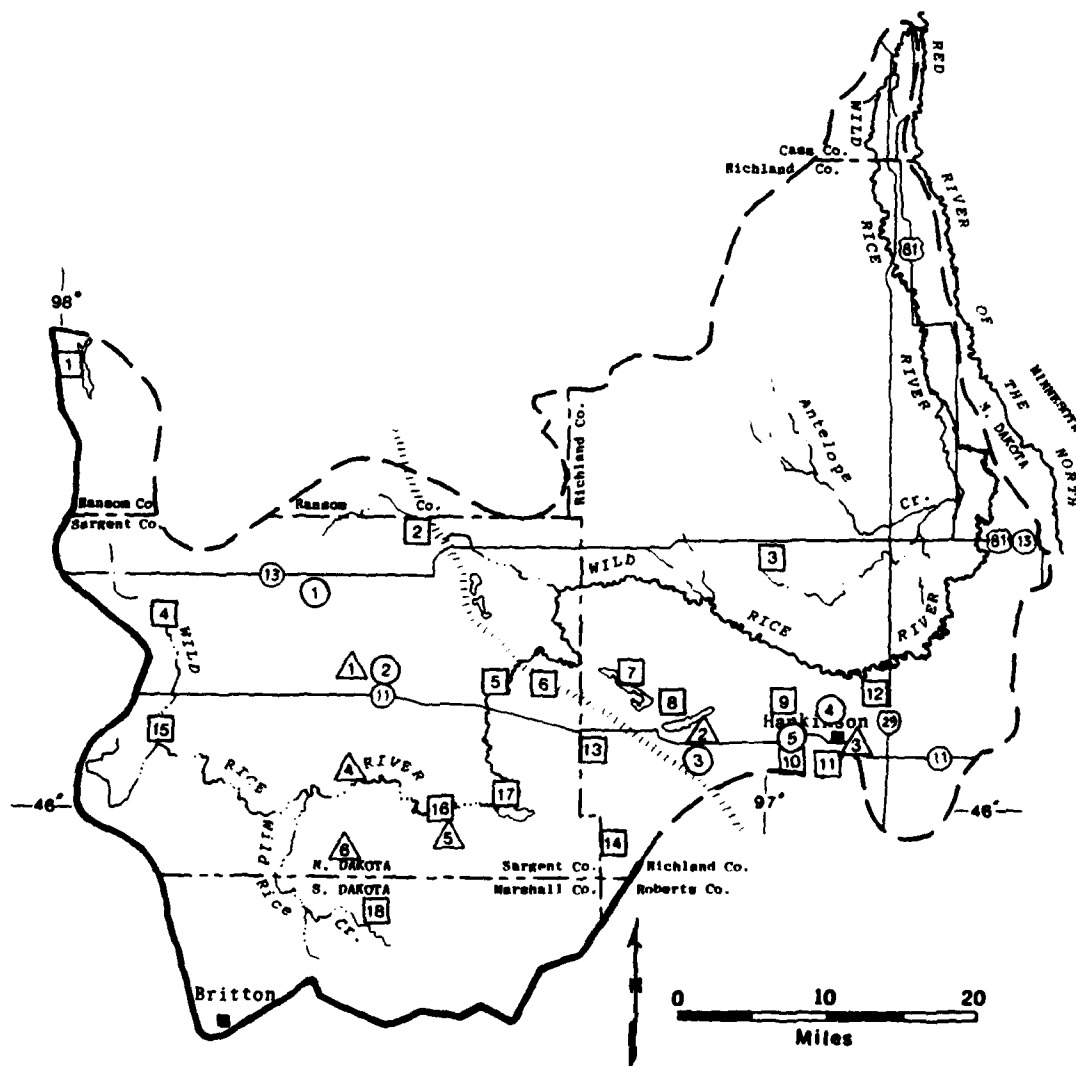 RED
WILD
Cass Co.
Richland Co.
RIVER
RICE
81
98°
OF
1
RIVER
THE
MINNESOTA
N. DAKOTA
NORTH
Richland Co.
Antelope
Cr.
Ransom Co
Sargent Co.
Ransom Co.
2
81 13
13
1
WILD
3
4
WILD
RICE
RIVER
1
2
11
5
6
7
8
9
4
12
Hankinson
29
15
13
2
3
5
10
11
3
11
RICE
4
RIVER
46°
16
17
97°
46°
Wild
Rice
Cr.
5
6
14
N. DAKOTA
S. DAKOTA
Sargent Co.
Marshall Co.
Richland Co.
Roberts Co.
18
Britton
N
0 10 20
Miles